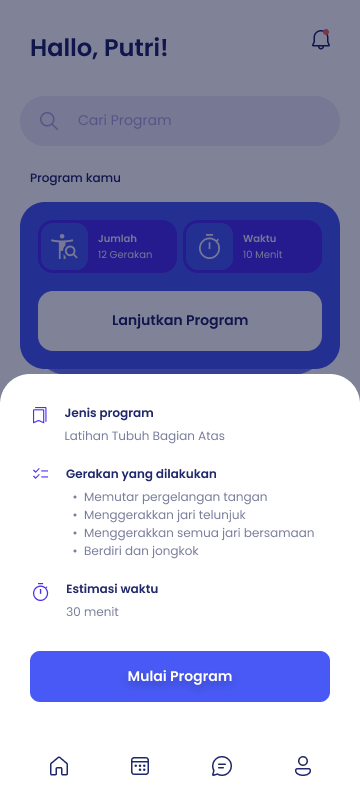 Hallo, Putri!
Cari Program
Program kamu
Jumlah
12 Gerakan
Waktu
10 Menit
Lanjutkan Program
Jenis program
Latihan Tubuh Bagian Atas
Gerakan yang dilakukan
• Memutar pergelangan tangan
• Menggerakkan jari telunjuk
• Menggerakkan semua jari bersamaan
• Berdiri dan jongkok
Estimasi waktu
30 menit
Mulai Program